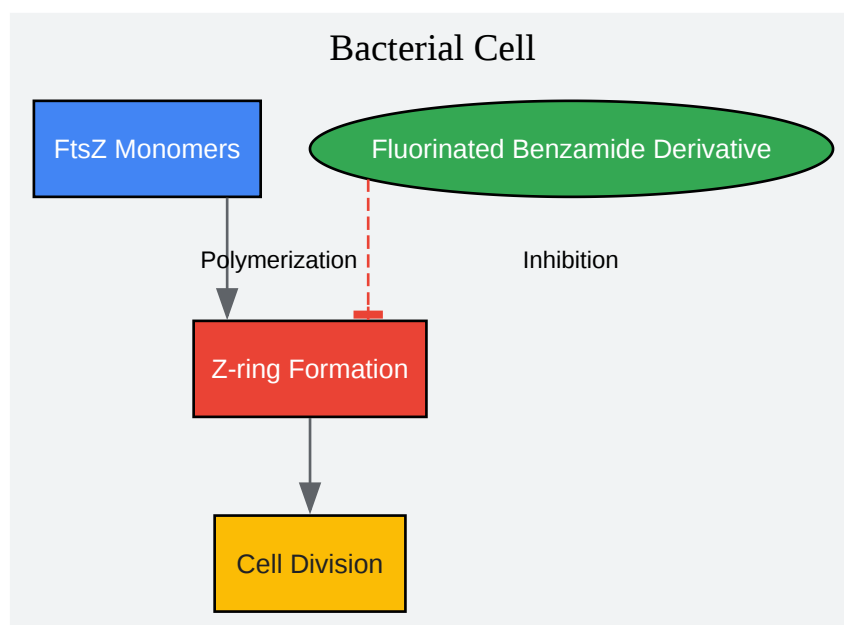 Bacterial Cell
FtsZ Monomers
Fluorinated Benzamide Derivative
Polymerization
Inhibition
Z-ring Formation
Cell Division